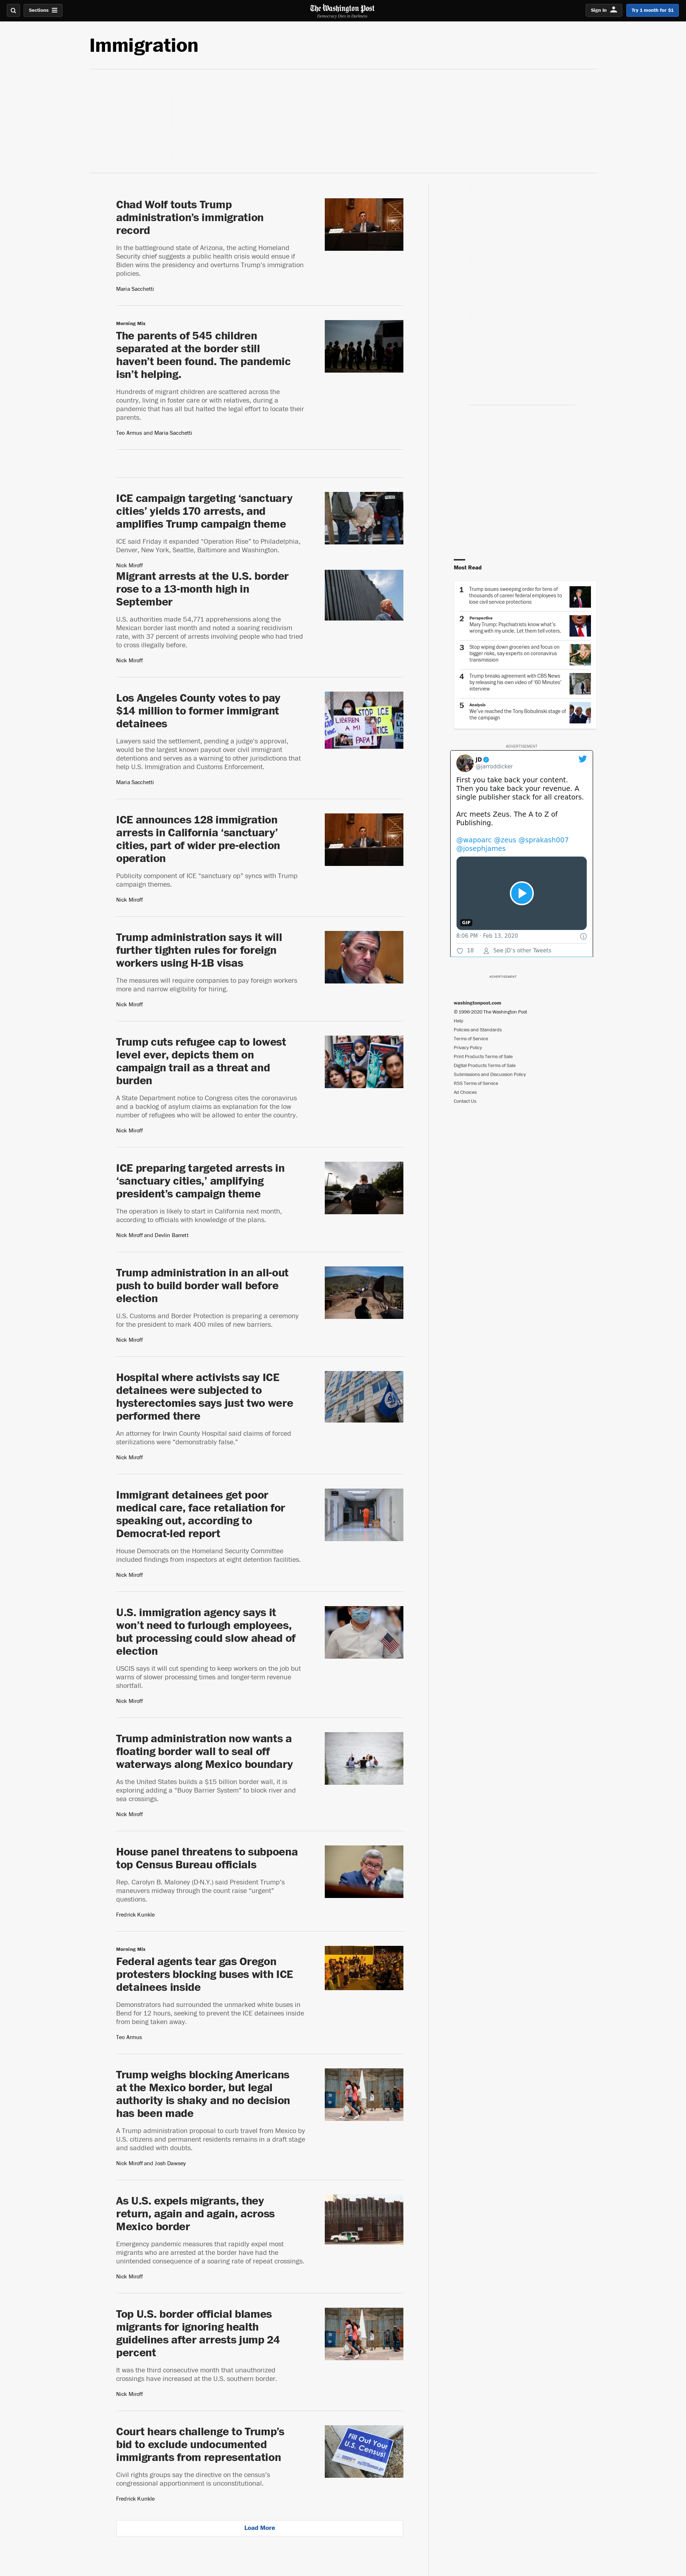 Sections
The Washington Post
Democracy Dies in Darkness
Sign In
Try 1 month for $1
Immigration
Chad Wolf touts Trump
administration's immigration
record
In the battleground state of Arizona, the acting Homeland
Security chief suggests a public health crisis would ensue if
Biden wins the presidency and overturns Trump's immigration
policies.
Maria Sacchetti
Morning Mix
The parents of 545 children
separated at the border still
haven't been found. The pandemic
isn't helping.
Hundreds of migrant children are scattered across the
country, living in foster care or with relatives, during a
pandemic that has all but halted the legal effort to locate their
parents.
Teo Armus and Maria Sacchetti
ICE campaign targeting ‘sanctuary
cities’ yields 170 arrests, and
amplifies Trump campaign theme
ICE said Friday it expanded “Operation Rise” to Philadelphia,
Denver, New York, Seattle, Baltimore and Washington.
Nick Miroff
Migrant arrests at the U.S. border
rose to a 13-month high in
September
U.S. authorities made 54,771 apprehensions along the
Mexican border last month and noted a soaring recidivism
rate, with 37 percent of arrests involving people who had tried
to cross illegally before.
Nick Miroff
Los Angeles County votes to pay
$14 million to former immigrant
detainees
Lawyers said the settlement, pending a judge's approval,
would be the largest known payout over civil immigrant
detentions and serves as a warning to other jurisdictions that
help U.S. Immigration and Customs Enforcement.
Maria Sacchetti
LIBEREN
A MI
PAPA!
STOP ICE
ICE announces 128 immigration
arrests in California ‘sanctuary’
cities, part of wider pre-election
operation
Publicity component of ICE “sanctuary op” syncs with Trump
campaign themes.
Nick Miroff
Trump administration says it will
further tighten rules for foreign
workers using H-1B visas
The measures will require companies to pay foreign workers
more and narrow eligibility for hiring.
Nick Miroff
Trump cuts refugee cap to lowest
level ever, depicts them on
campaign trail as a threat and
burden
A State Department notice to Congress cites the coronavirus
and a backlog of asylum claims as explanation for the low
number of refugees who will be allowed to enter the country.
Nick Miroff
ICE preparing targeted arrests in
‘sanctuary cities,’ amplifying
president's campaign theme
The operation is likely to start in California next month,
according to officials with knowledge of the plans.
Nick Miroff and Devlin Barrett
Trump administration in an all-out
push to build border wall before
election
U.S. Customs and Border Protection is preparing a ceremony
for the president to mark 400 miles of new barriers.
Nick Miroff
Hospital where activists say ICE
detainees were subjected to
hysterectomies says just two were
performed there
An attorney for Irwin County Hospital said claims of forced
sterilizations were “demonstrably false.”
Nick Miroff
Immigrant detainees get poor
medical care, face retaliation for
speaking out, according to
Democrat-led report
House Democrats on the Homeland Security Committee
included findings from inspectors at eight detention facilities.
Nick Miroff
U.S. immigration agency says it
won't need to furlough employees,
but processing could slow ahead of
election
USCIS says it will cut spending to keep workers on the job but
warns of slower processing times and longer-term revenue
shortfall.
Nick Miroff
Trump administration now wants a
floating border wall to seal off
waterways along Mexico boundary
As the United States builds a $15 billion border wall, it is
exploring adding a “Buoy Barrier System” to block river and
sea crossings.
Nick Miroff
House panel threatens to subpoena
top Census Bureau officials
Rep. Carolyn B. Maloney (D-N.Y.) said President Trump's
maneuvers midway through the count raise “urgent”
questions.
Fredrick Kunkle
Morning Mix
Federal agents tear gas Oregon
protesters blocking buses with ICE
detainees inside
Demonstrators had surrounded the unmarked white buses in
Bend for 12 hours, seeking to prevent the ICE detainees inside
from being taken away.
Teo Armus
Trump weighs blocking Americans
at the Mexico border, but legal
authority is shaky and no decision
has been made
A Trump administration proposal to curb travel from Mexico by
U.S. citizens and permanent residents remains in a draft stage
and saddled with doubts.
Nick Miroff and Josh Dawsey
As U.S. expels migrants, they
return, again and again, across
Mexico border
Emergency pandemic measures that rapidly expel most
migrants who are arrested at the border have had the
unintended consequence of a soaring rate of repeat crossings.
Nick Miroff
Top U.S. border official blames
migrants for ignoring health
guidelines after arrests jump 24
percent
It was the third consecutive month that unauthorized
crossings have increased at the U.S. southern border.
Nick Miroff
Court hears challenge to Trump's
bid to exclude undocumented
immigrants from representation
Civil rights groups say the directive on the census's
congressional apportionment is unconstitutional.
Fredrick Kunkle
Fill Out Your
U.S. Census!
Load More
Most Read
1
Trump issues sweeping order for tens of
thousands of career federal employees to
lose civil service protections
2
Perspective
Mary Trump: Psychiatrists know what's
wrong with my uncle. Let them tell voters.
3
Stop wiping down groceries and focus on
bigger risks, say experts on coronavirus
transmission
4
Trump breaks agreement with CBS News
by releasing his own video of ‘60 Minutes’
interview
5
Analysis
We've reached the Tony Bobulinski stage of
the campaign
ADVERTISEMENT
JD
@jarroddicker
First you take back your content.
Then you take back your revenue. A
single publisher stack for all creators.
Arc meets Zeus. The A to Z of
Publishing.
@wapoarc @zeus @sprakash007
@josephjames
GIF
8:06 PM · Feb 13, 2020
18
See JD's other Tweets
ADVERTISEMENT
washingtonpost.com
© 1996-2020 The Washington Post
Help
Policies and Standards
Terms of Service
Privacy Policy
Print Products Terms of Sale
Digital Products Terms of Sale
Submissions and Discussion Policy
RSS Terms of Service
Ad Choices
Contact Us